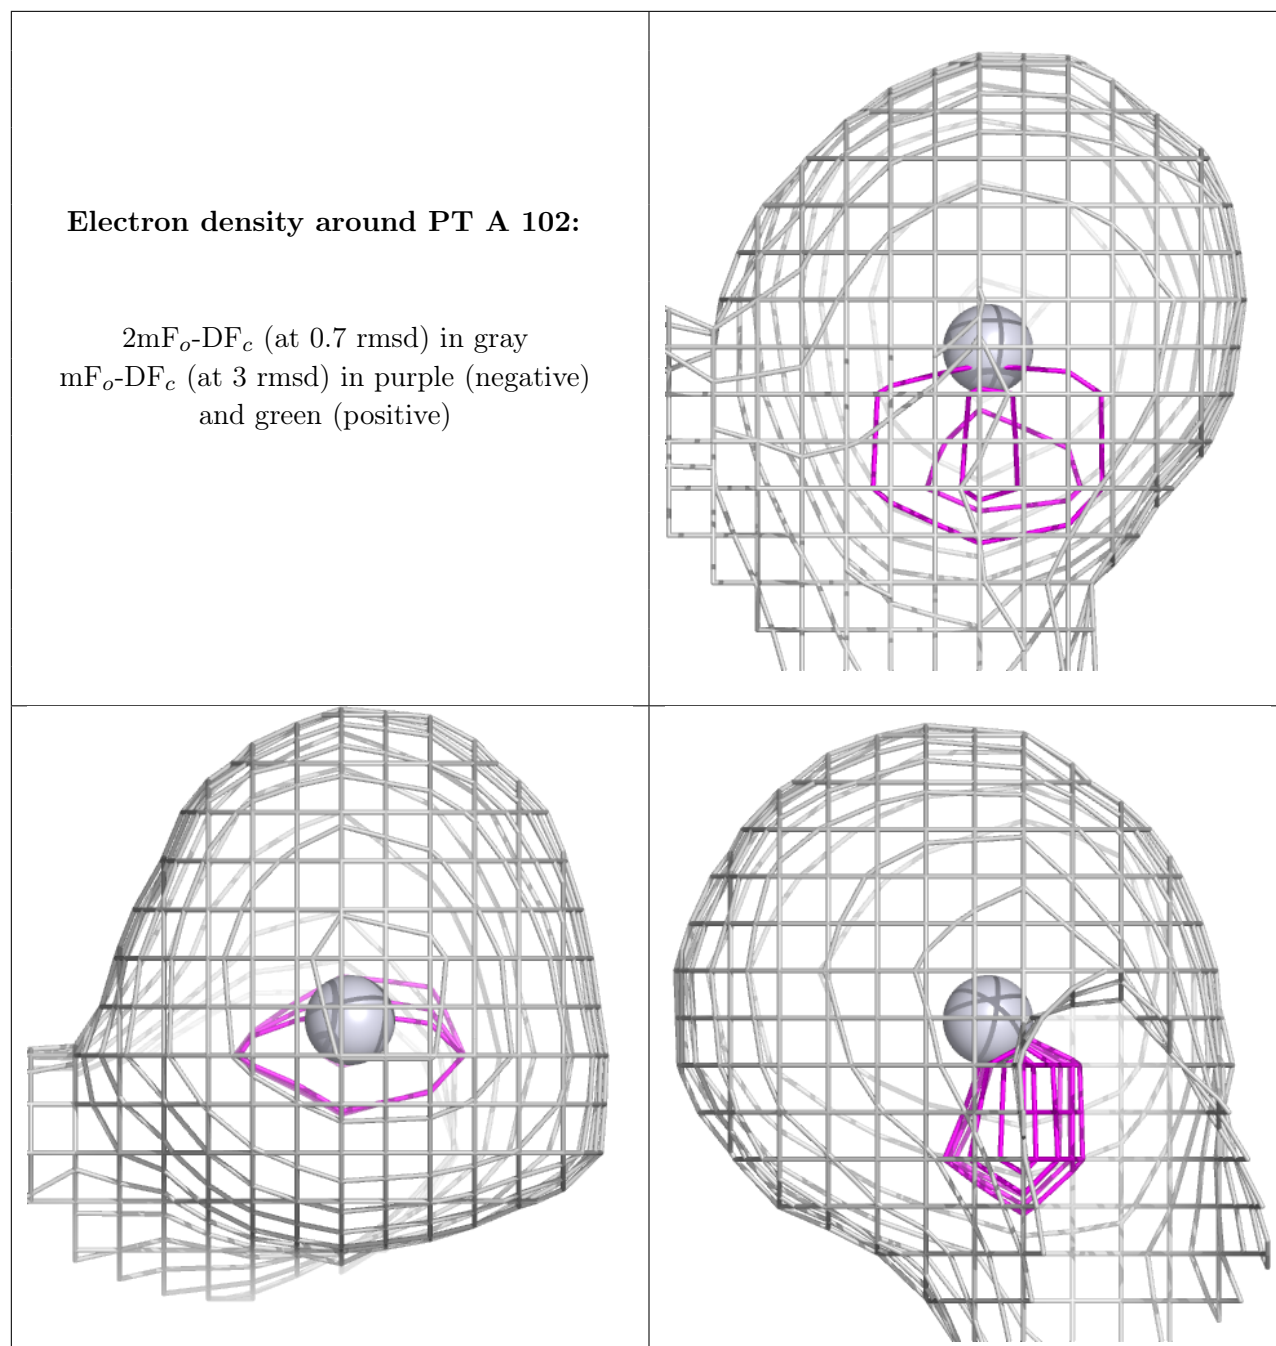 Electron density around PT A 102:
2mFo-DFc (at 0.7 rmsd) in gray
mFo-DFc (at 3 rmsd) in purple (negative)
and green (positive)